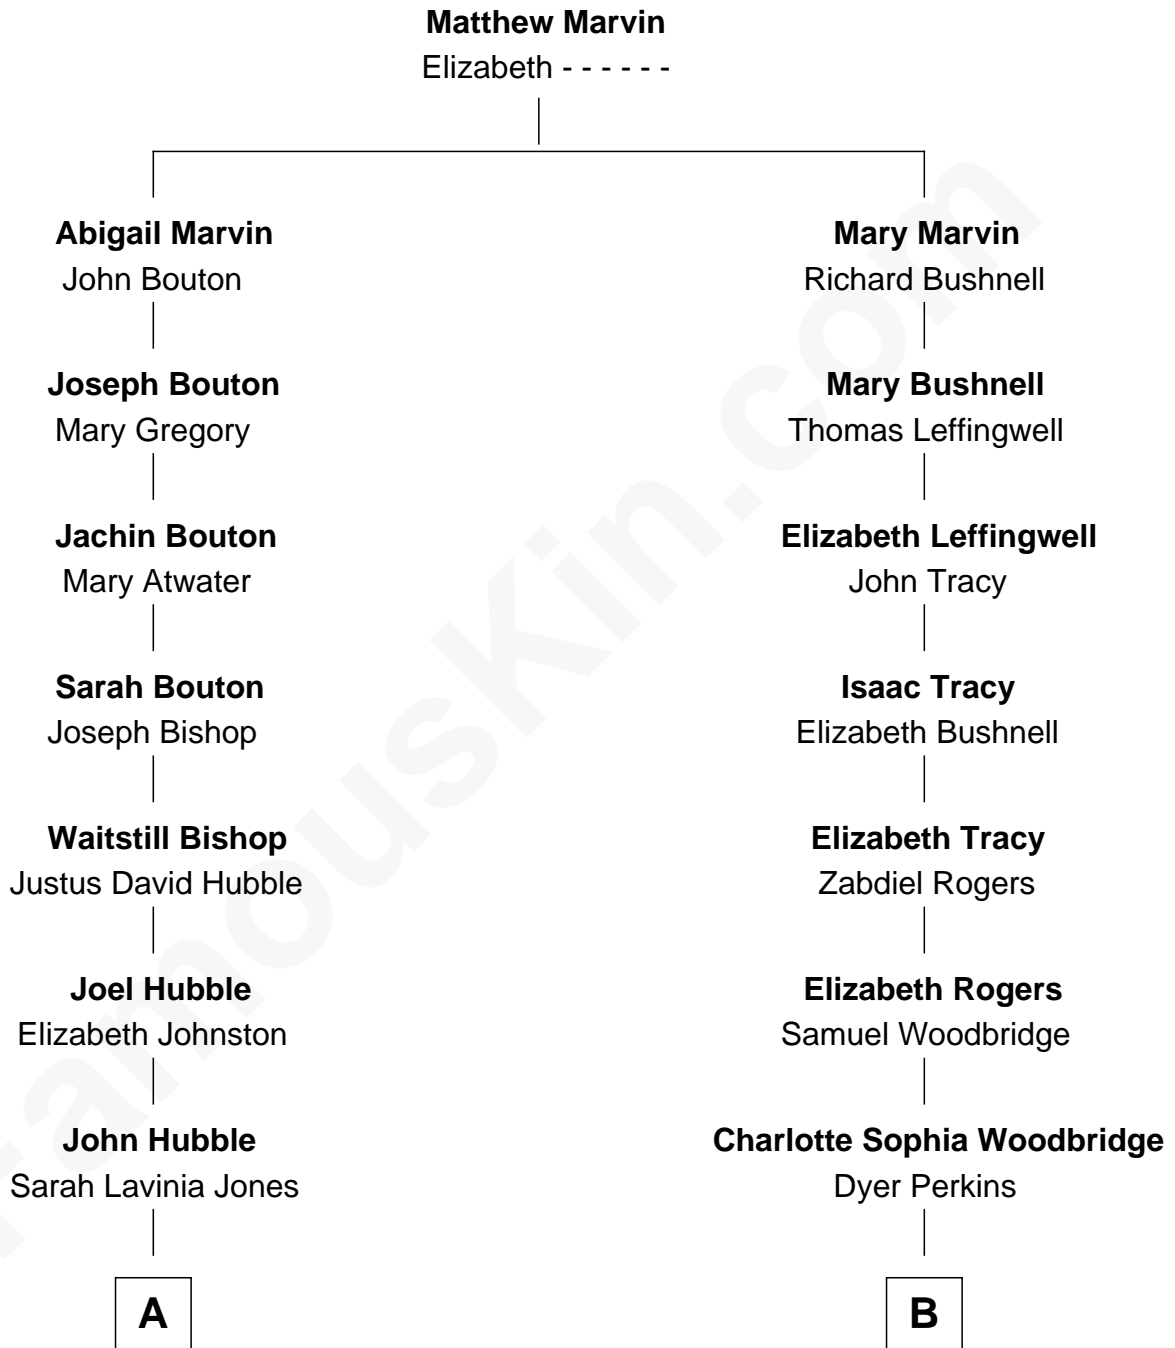 Matthew Marvin
Elizabeth - - - - - -
Abigail Marvin
John Bouton
Mary Marvin
Richard Bushnell
Joseph Bouton
Mary Gregory
Mary Bushnell
Thomas Leffingwell
Jachin Bouton
Mary Atwater
Elizabeth Leffingwell
John Tracy
Sarah Bouton
Joseph Bishop
Isaac Tracy
Elizabeth Bushnell
Waitstill Bishop
Justus David Hubble
Elizabeth Tracy
Zabdiel Rogers
Joel Hubble
Elizabeth Johnston
Elizabeth Rogers
Samuel Woodbridge
John Hubble
Sarah Lavinia Jones
Charlotte Sophia Woodbridge
Dyer Perkins
A
B
FamousKin.com